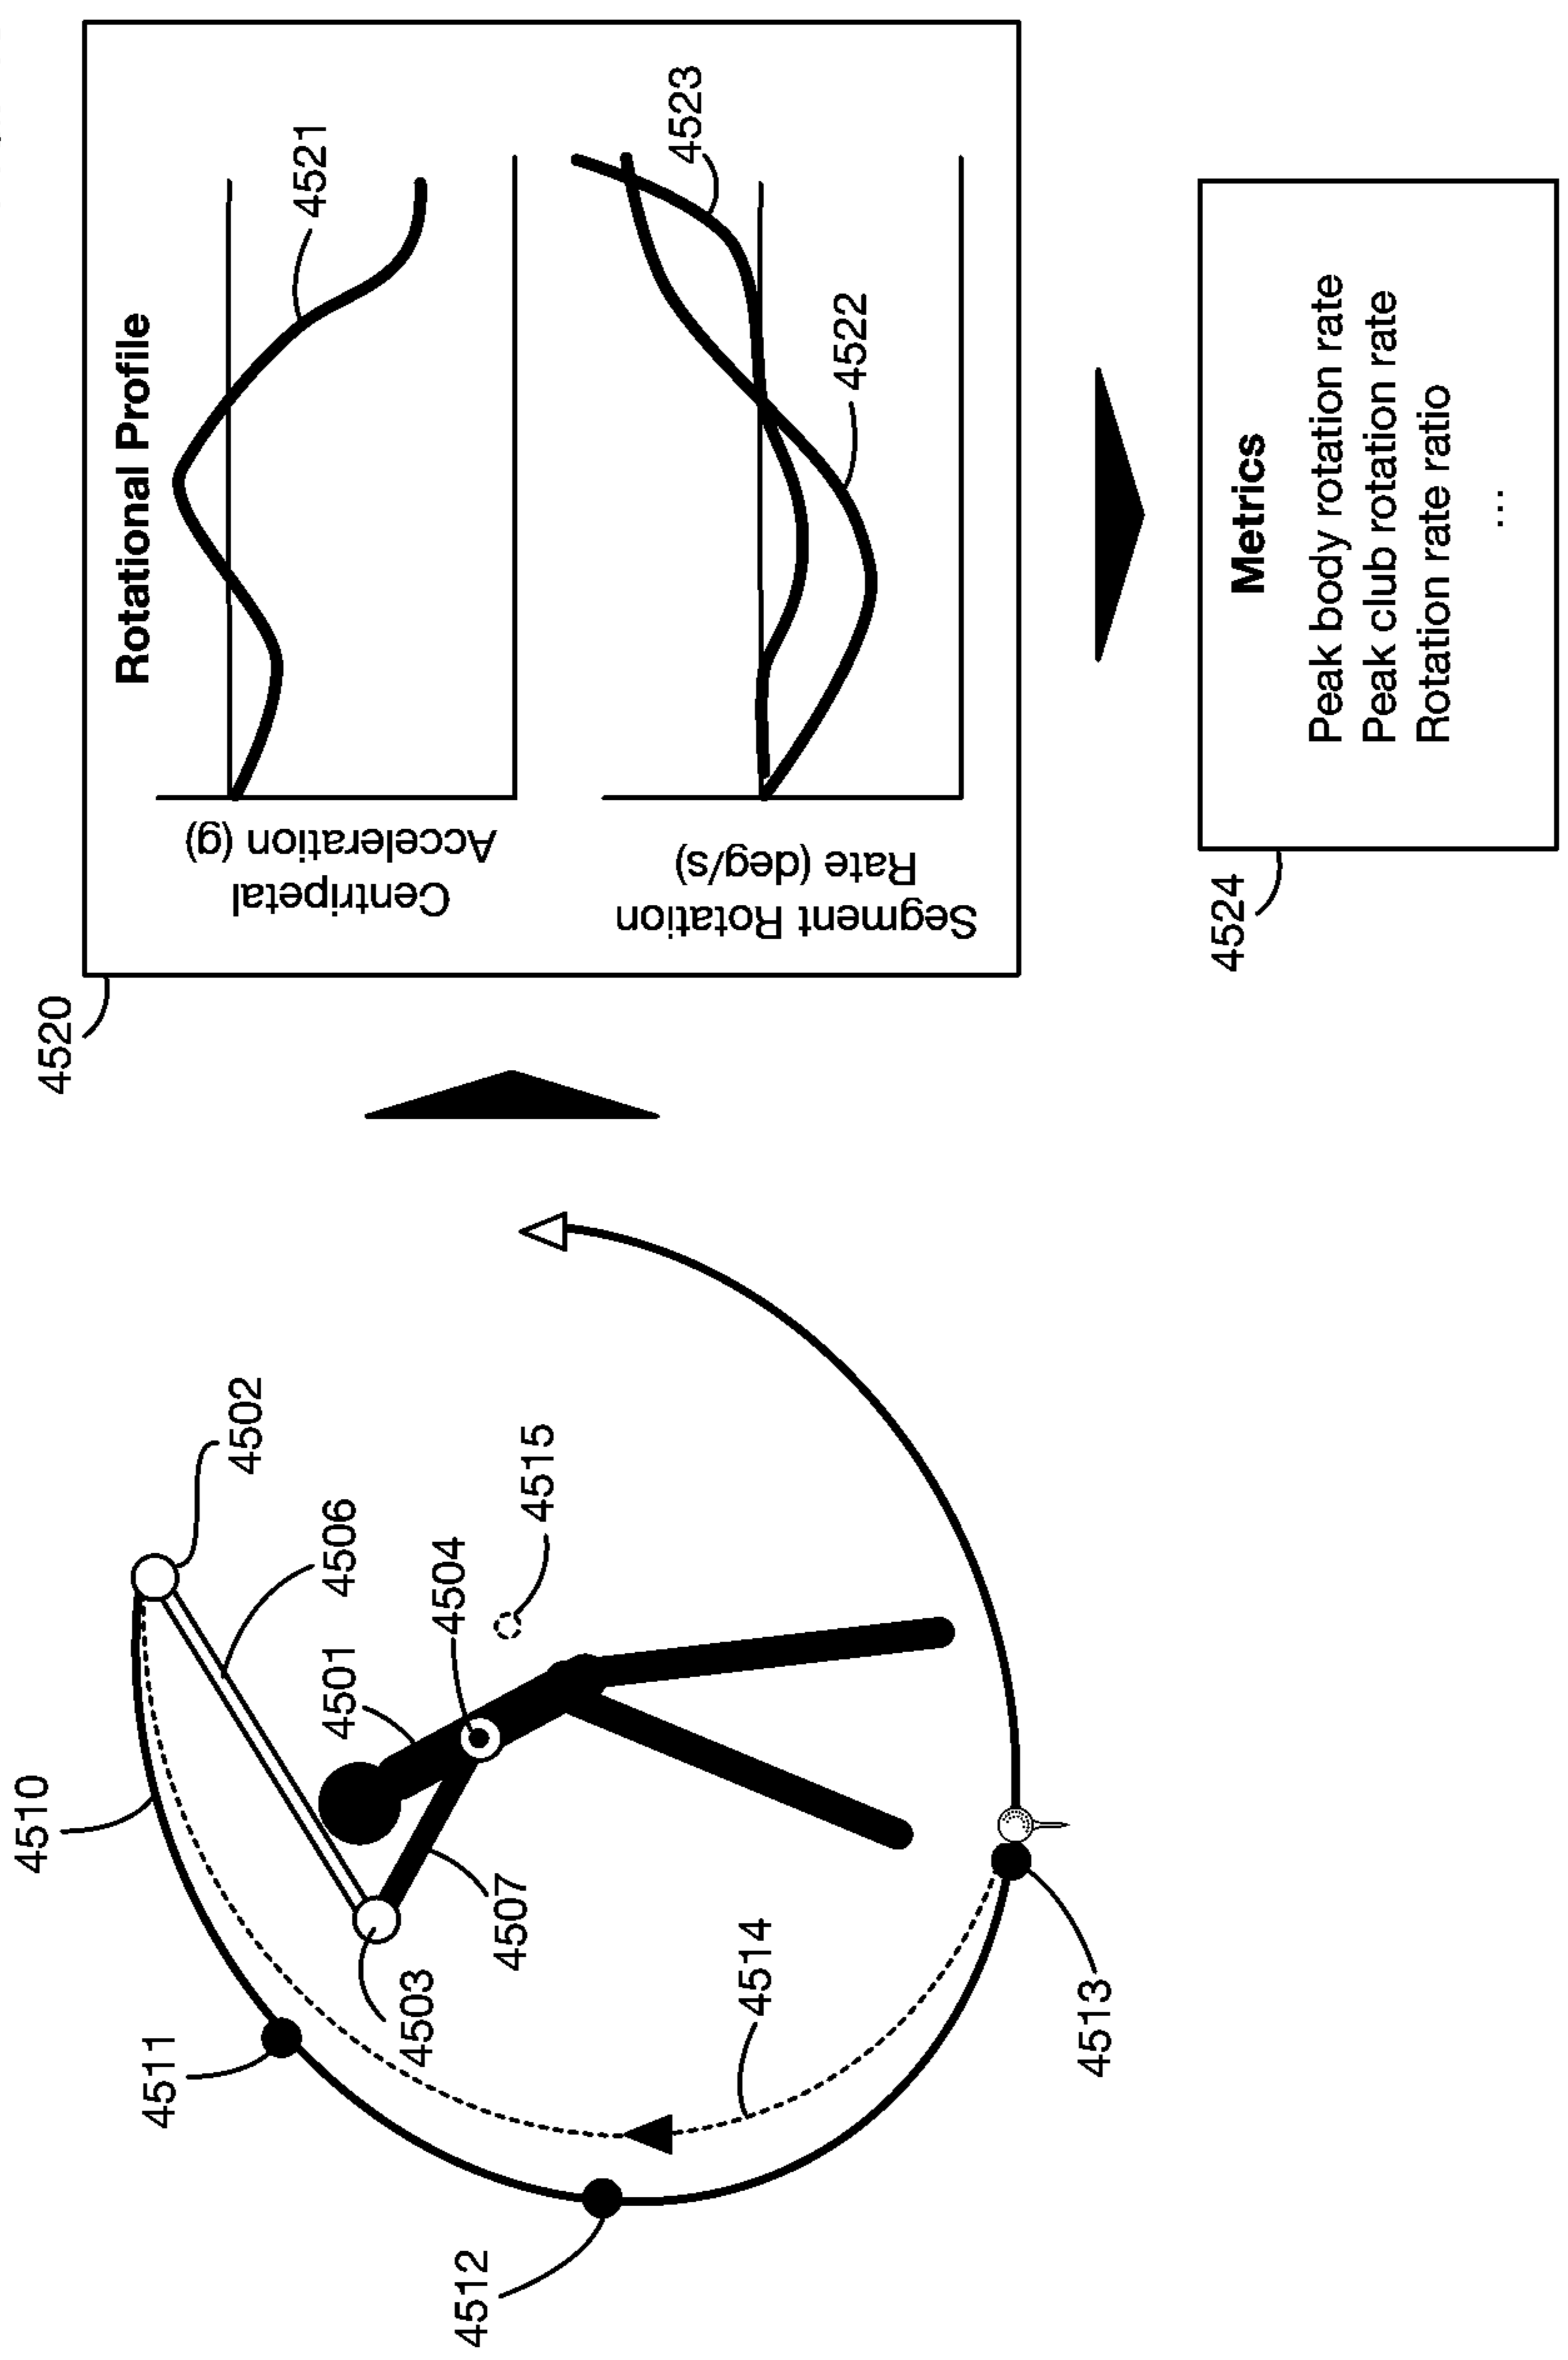 4510
4511
4502
4506
4501
4503
4504
4512
4507
4515
4514
4513
4520
Rotational Profile
Centripetal
Acceleration (g)
4521
Segment Rotation
Rate (deg/s)
4523
4522
4524
Metrics
Peak body rotation rate
Peak club rotation rate
Rotation rate ratio
...